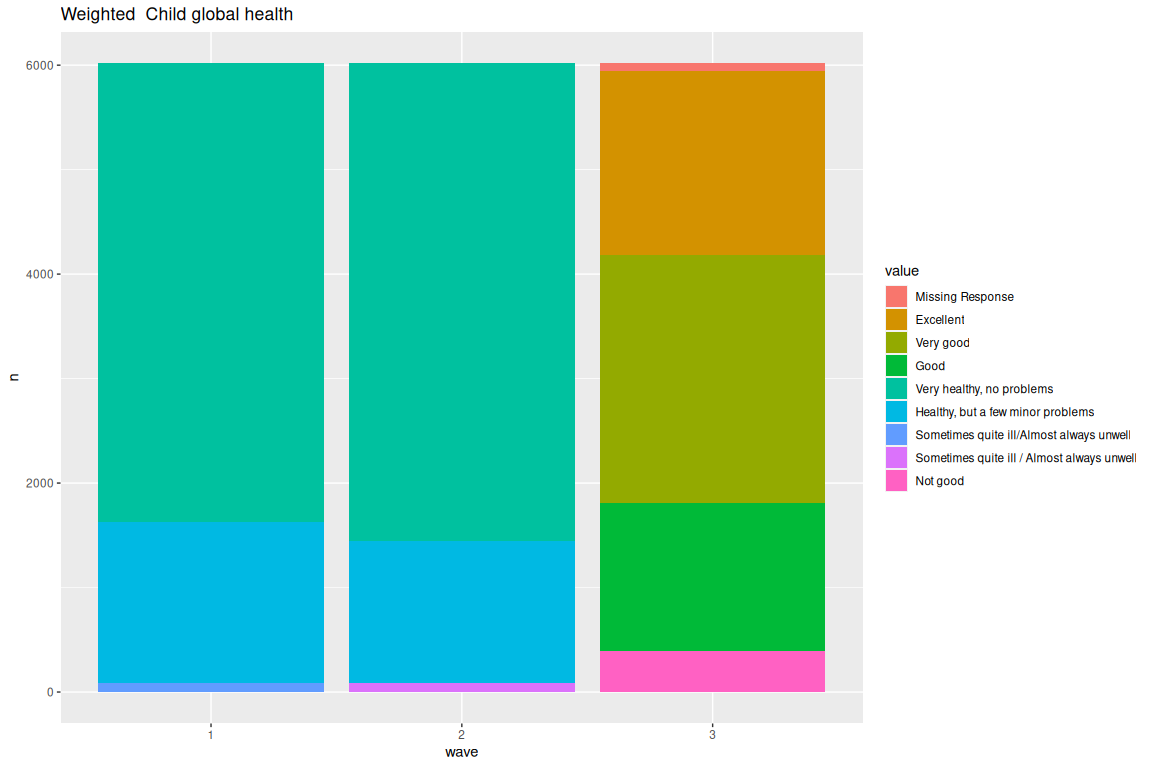 Weighted  Child global health
6000
4000
2000
0
n
1 2 3
wave
value
Missing Response
Excellent
Very good
Good
Very healthy, no problems
Healthy, but a few minor problems
Sometimes quite ill/Almost always unwell
Sometimes quite ill / Almost always unwell
Not good